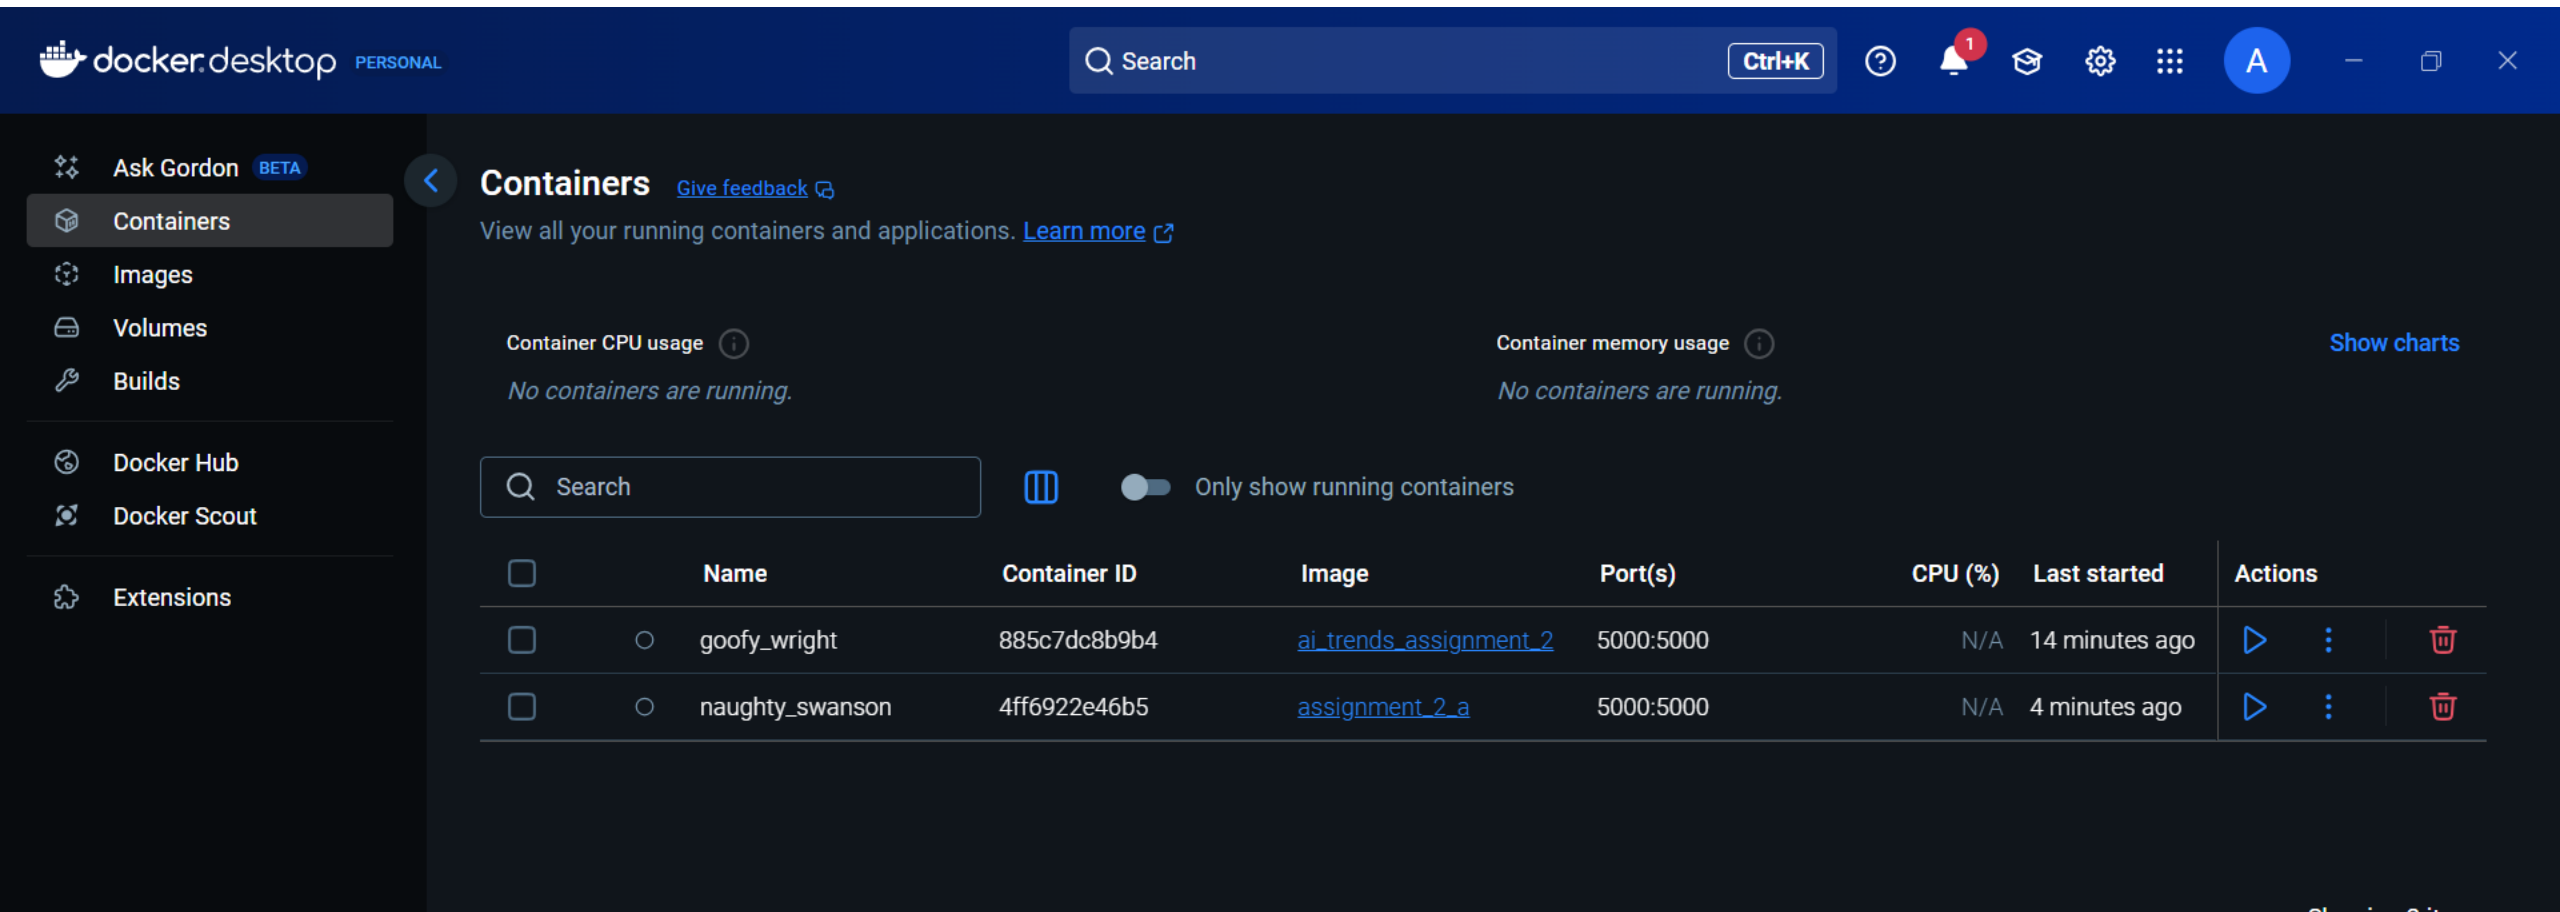 docker.desktop PERSONAL
Search
Ctrl+K
1
A
Ask Gordon BETA
Containers
Images
Volumes
Builds
Docker Hub
Docker Scout
Extensions
Containers Give feedback
View all your running containers and applications. Learn more
Container CPU usage
No containers are running.
Container memory usage
No containers are running.
Show charts
Search
Only show running containers
Name Container ID Image Port(s) CPU (%) Last started Actions
goofy_wright 885c7dc8b9b4 ai_trends_assignment_2 5000:5000 N/A 14 minutes ago
naughty_swanson 4ff6922e46b5 assignment_2_a 5000:5000 N/A 4 minutes ago